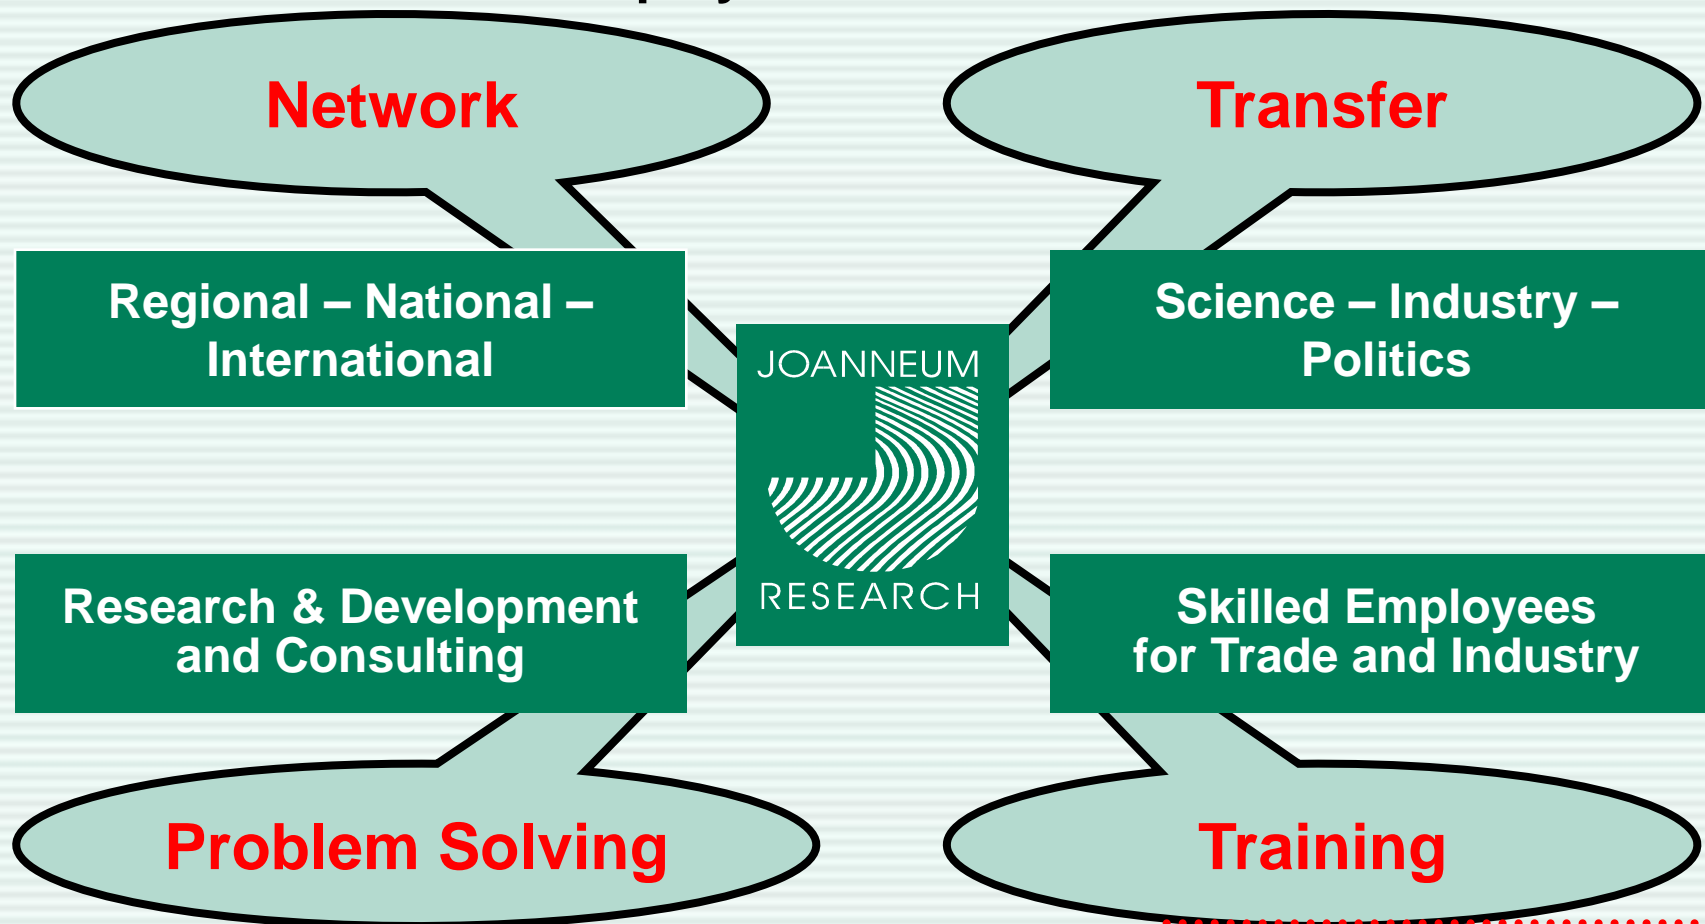 Network
Transfer
Regional – National –
International
Science – Industry –
Politics
JOANNEUM
RESEARCH
Research & Development
and Consulting
Skilled Employees
for Trade and Industry
Problem Solving
Training